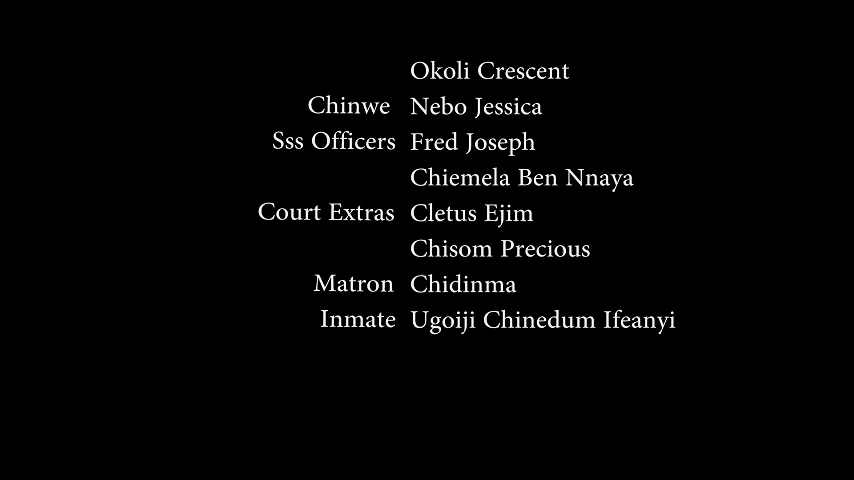 Okoli Crescent
Chinwe Nebo Jessica
Sss Officers Fred Joseph
Chiemela Ben Nnaya
Court Extras Cletus Ejim
Chisom Precious
Matron Chidinma
Inmate Ugoiji Chinedum Ifeanyi